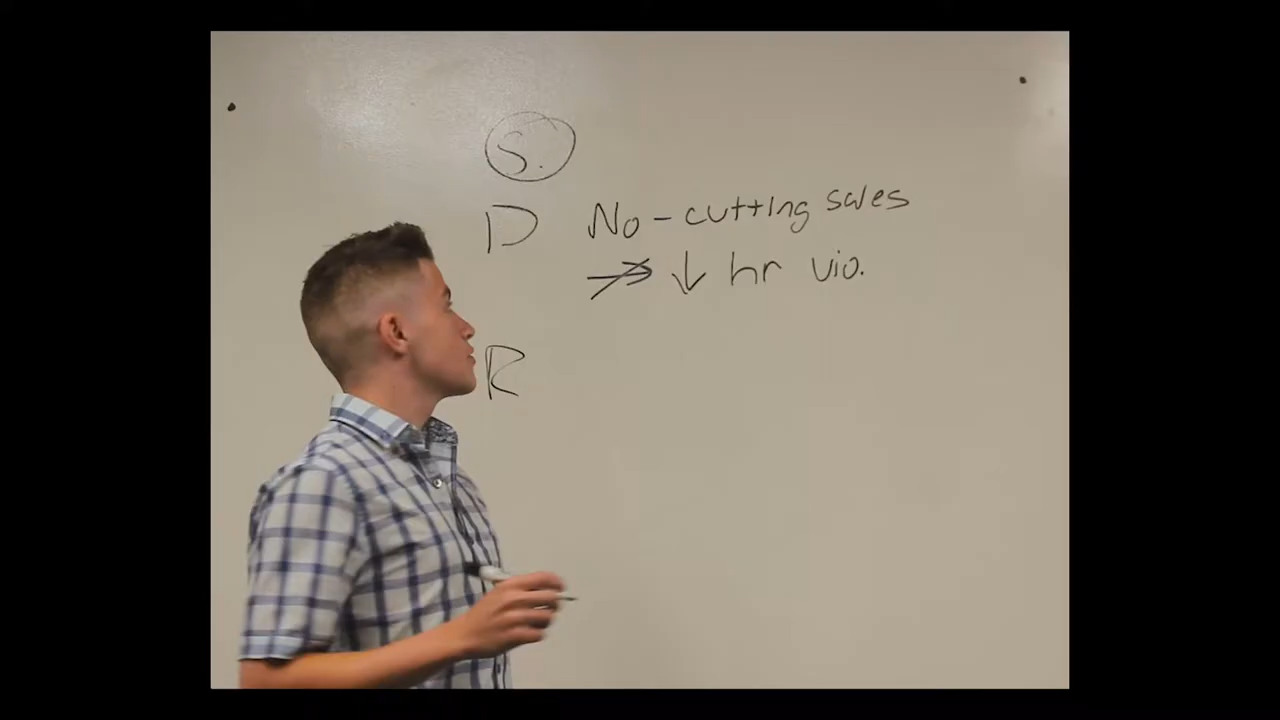 S.
D No - cutting sales
→ ↓ hr vio.
R